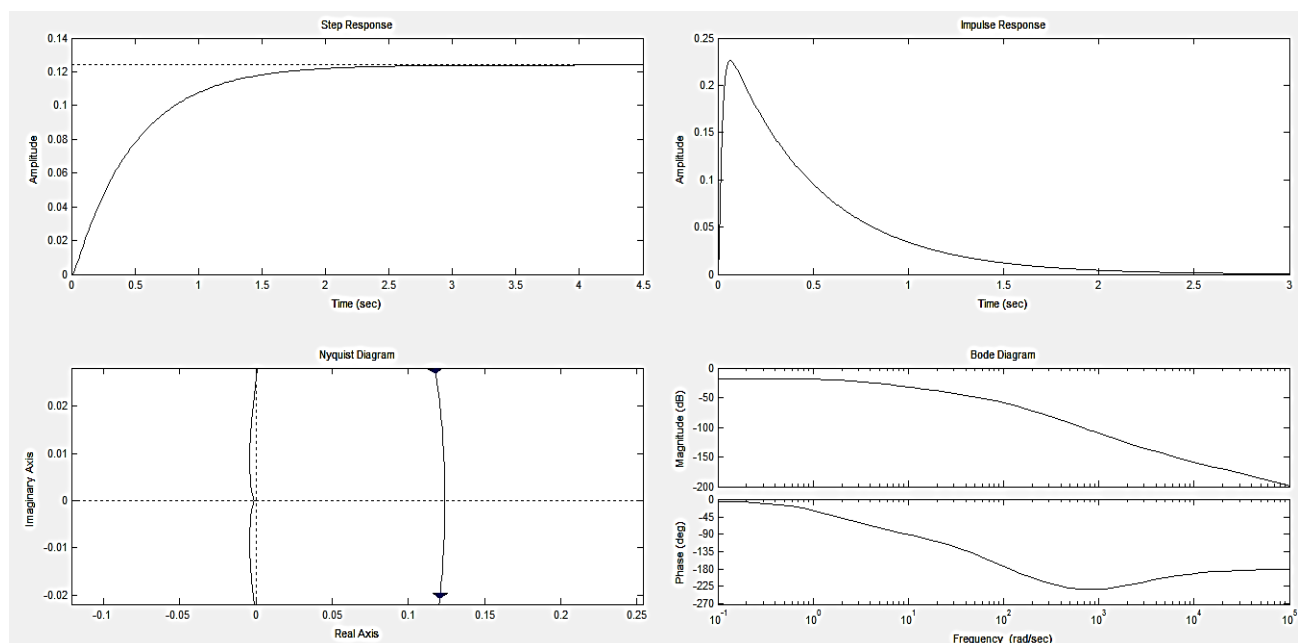 Step Response
0.14
0.12
0.1
0.08
0.06
0.04
0.02
0
Amplitude
0 0.5 1 1.5 2 2.5 3 3.5 4 4.5
Time (sec)
Impulse Response
0.25
0.2
0.15
0.1
0.05
0
Amplitude
0 0.5 1 1.5 2 2.5 3
Time (sec)
Nyquist Diagram
0.02
0.01
0
-0.01
-0.02
Imaginary Axis
-0.1 -0.05 0 0.05 0.1 0.15 0.2 0.25
Real Axis
Bode Diagram
0
-50
-100
-150
-200
Magnitude (dB)
0
-45
-90
-135
-180
-225
-270
Phase (deg)
10^-1 10^0 10^1 10^2 10^3 10^4 10^5
Frequency (rad/sec)